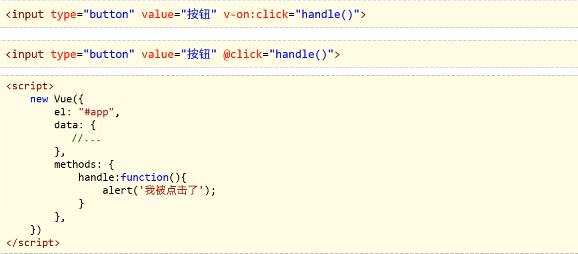 <input type="button" value="按钮" v-on:click="handle()">
<input type="button" value="按钮" @click="handle()">
<script>
    new Vue({
        el: "#app",
        data: {
           //...
        },
        methods: {
            handle:function(){
                alert('我被点击了');
            }
        },
    })
</script>